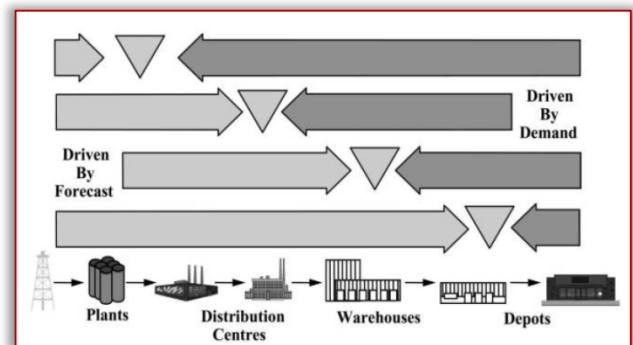 Driven
By
Demand
Driven
By
Forecast
Plants
Distribution
Centres
Warehouses
Depots